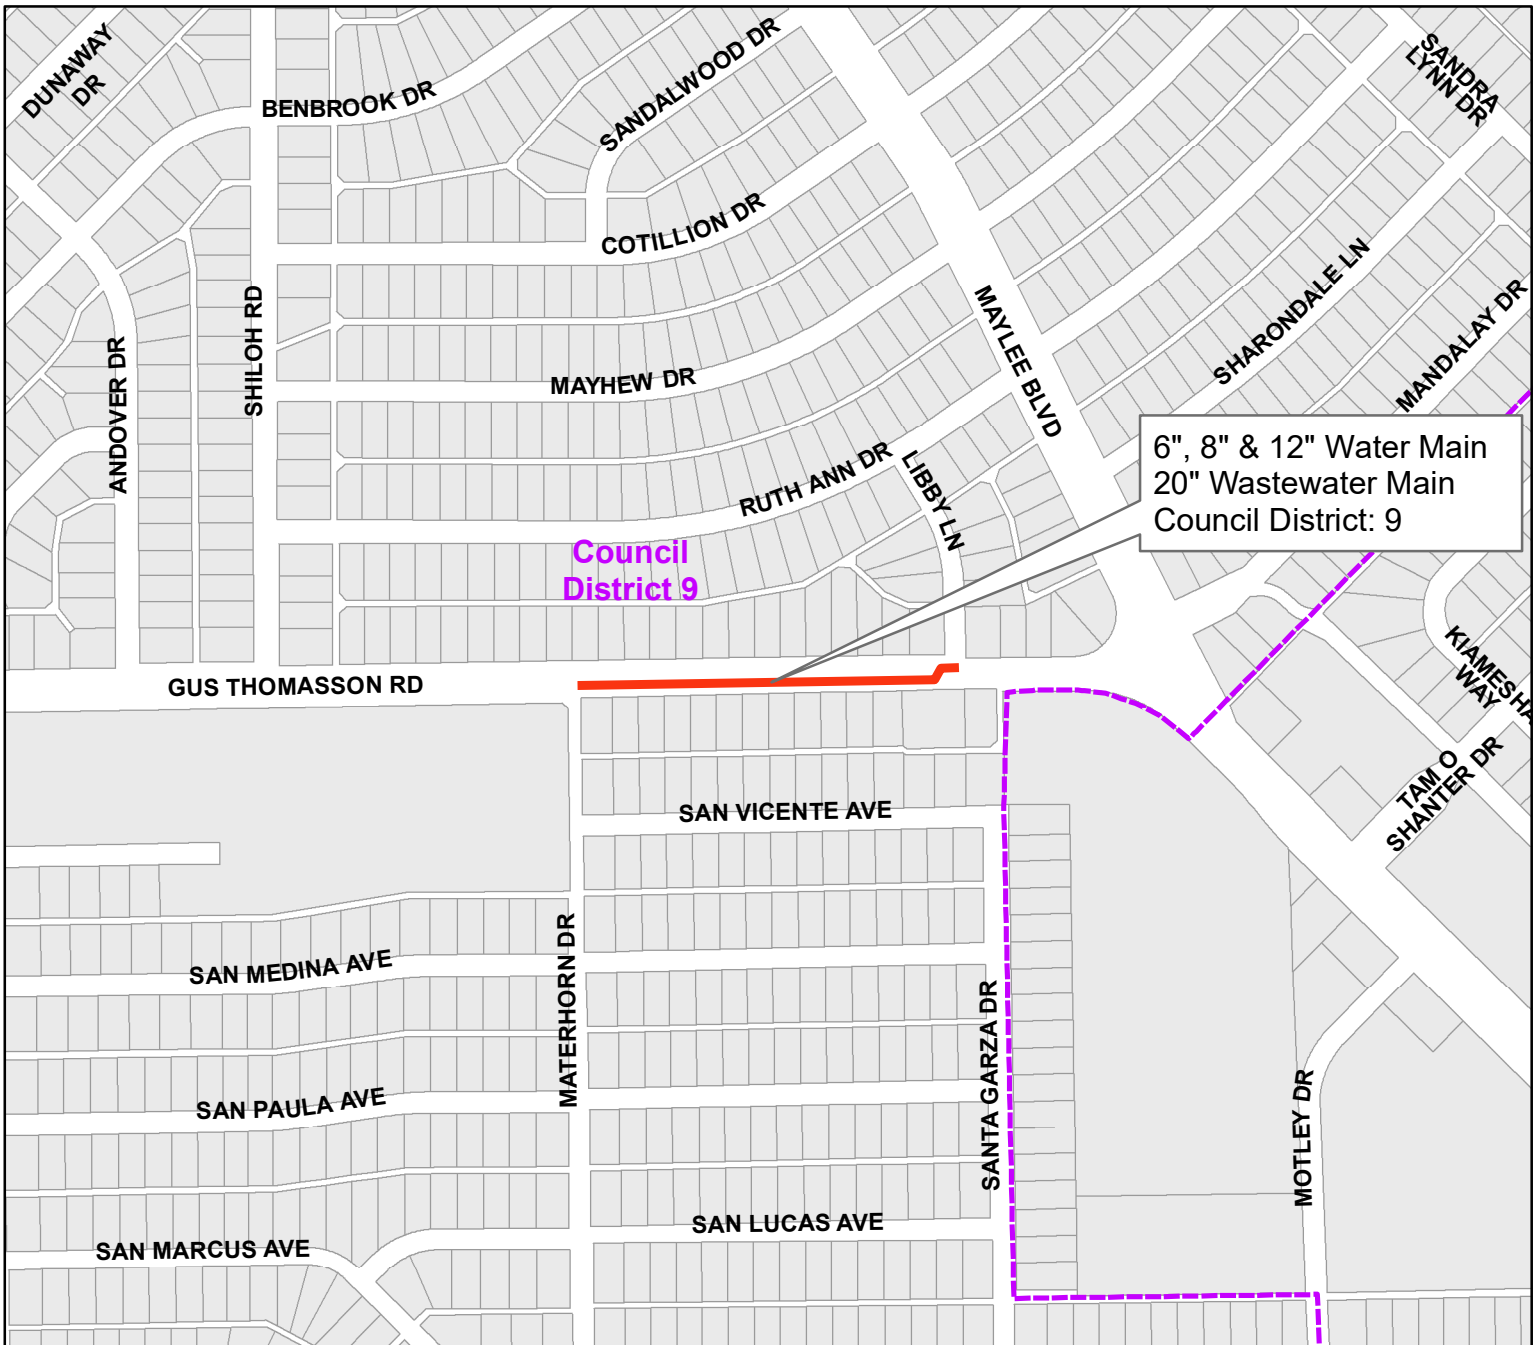 DUNAWAY
DR
BENBROOK DR
SANDALWOOD DR
SANDRA
LYNN DR
COTILLION DR
SHILOH RD
ANDOVER DR
MAYHEW DR
MAYLEE BLVD
SHARONDALE LN
MANDALAY DR
RUTH ANN DR
LIBBY LN
6", 8" & 12" Water Main
20" Wastewater Main
Council District: 9
Council
District 9
KIAMESHA
WAY
GUS THOMASSON RD
TAM O
SHANTER DR
SAN VICENTE AVE
MATERHORN DR
SAN MEDINA AVE
SANTA GARZA DR
SAN PAULA AVE
MOTLEY DR
SAN LUCAS AVE
SAN MARCUS AVE